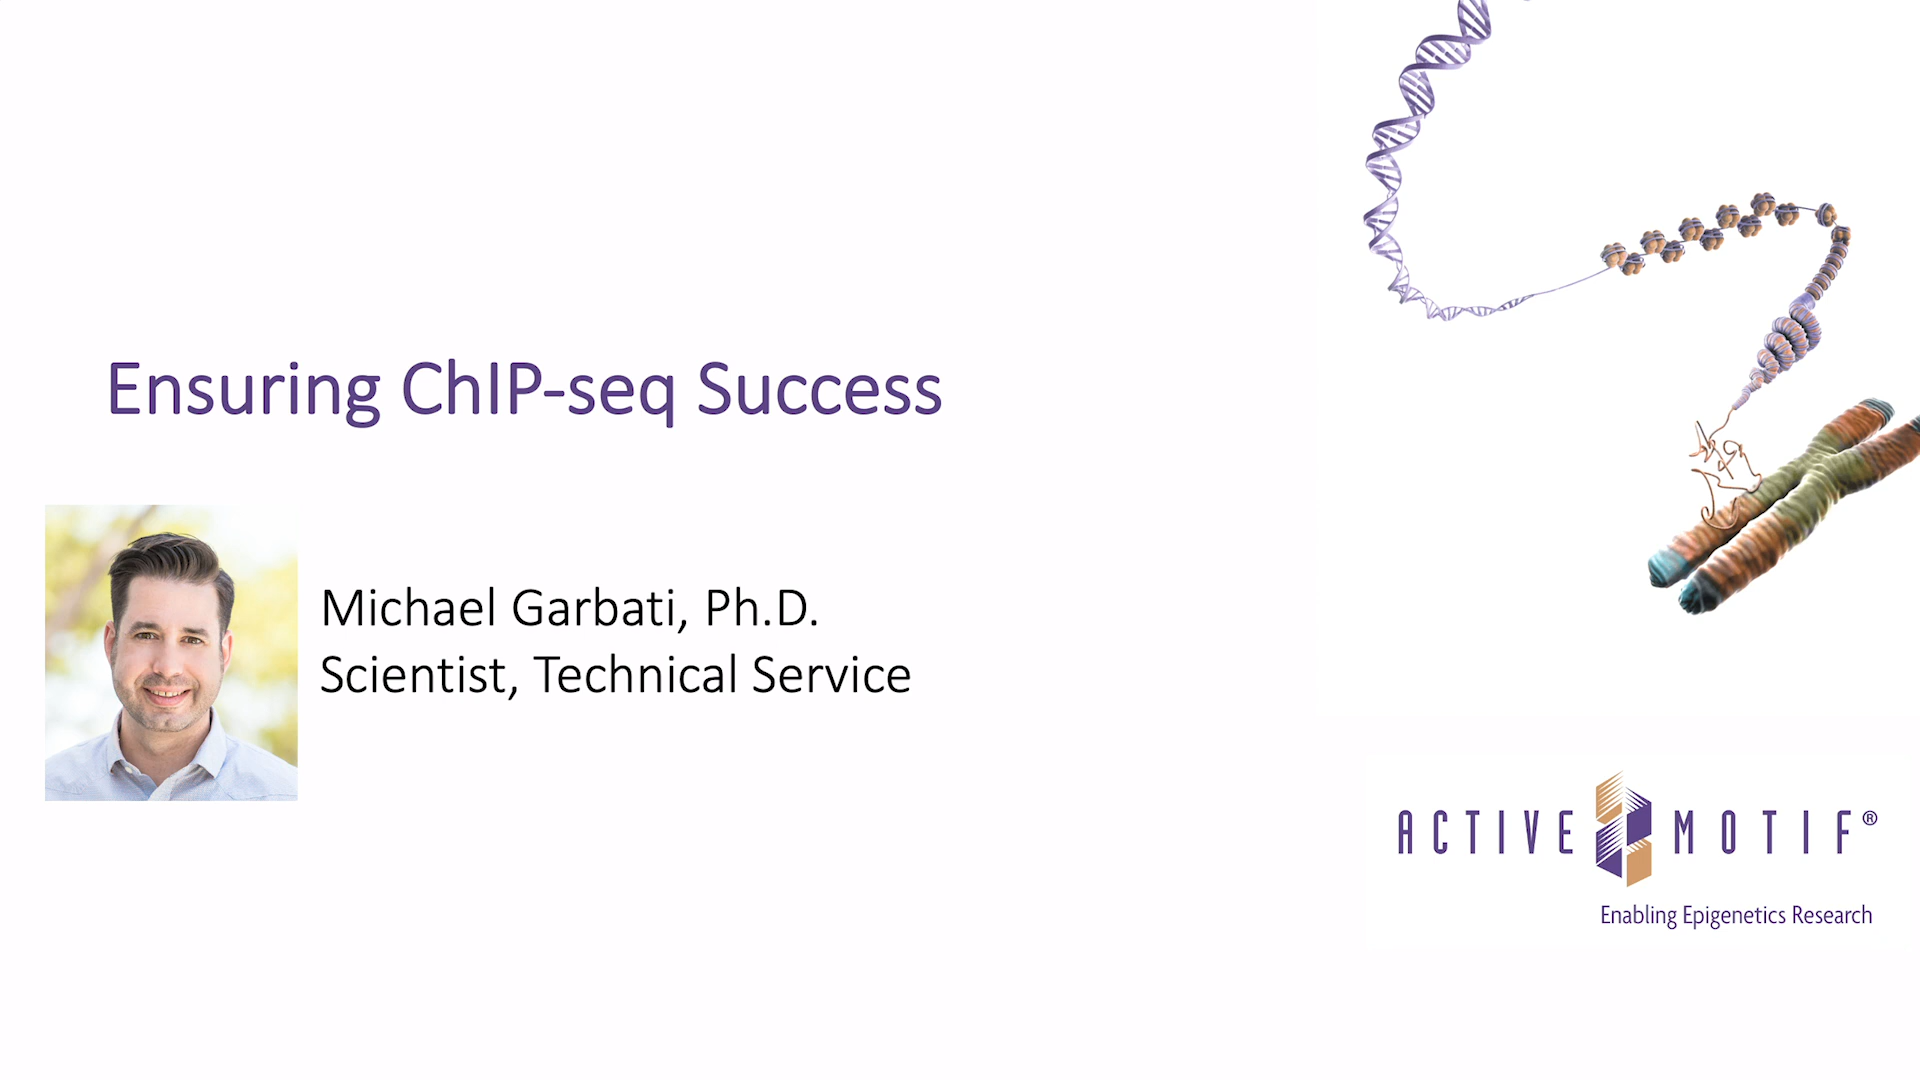 Ensuring ChIP-seq Success
Michael Garbati, Ph.D.
Scientist, Technical Service
ACTIVE MOTIF®
Enabling Epigenetics Research